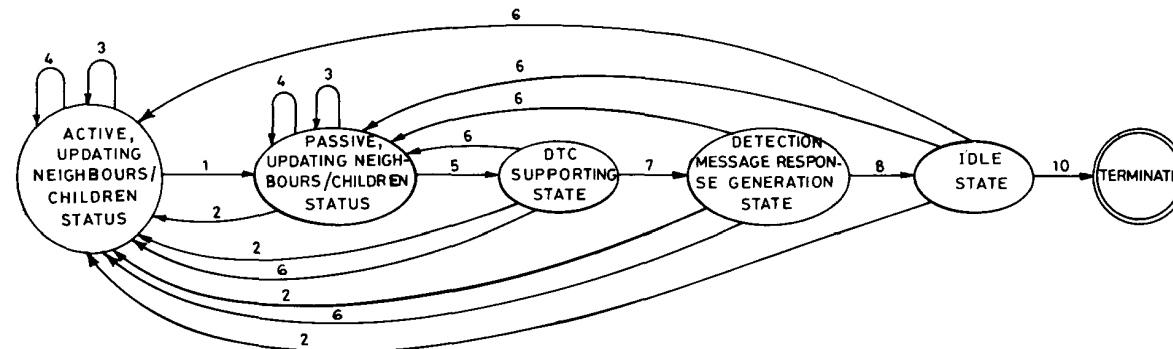 6
4
3
6
4
3
6
6
ACTIVE,
UPDATING
NEIGHBOURS/
CHILDREN
STATUS
1
PASSIVE,
UPDATING NEIGH-
BOURS/CHILDREN
STATUS
5
DTC
SUPPORTING
STATE
7
DETECTION
MESSAGE RESPON-
SE GENERATION
STATE
8
IDLE
STATE
10
TERMINATE
2
2
6
2
6
2